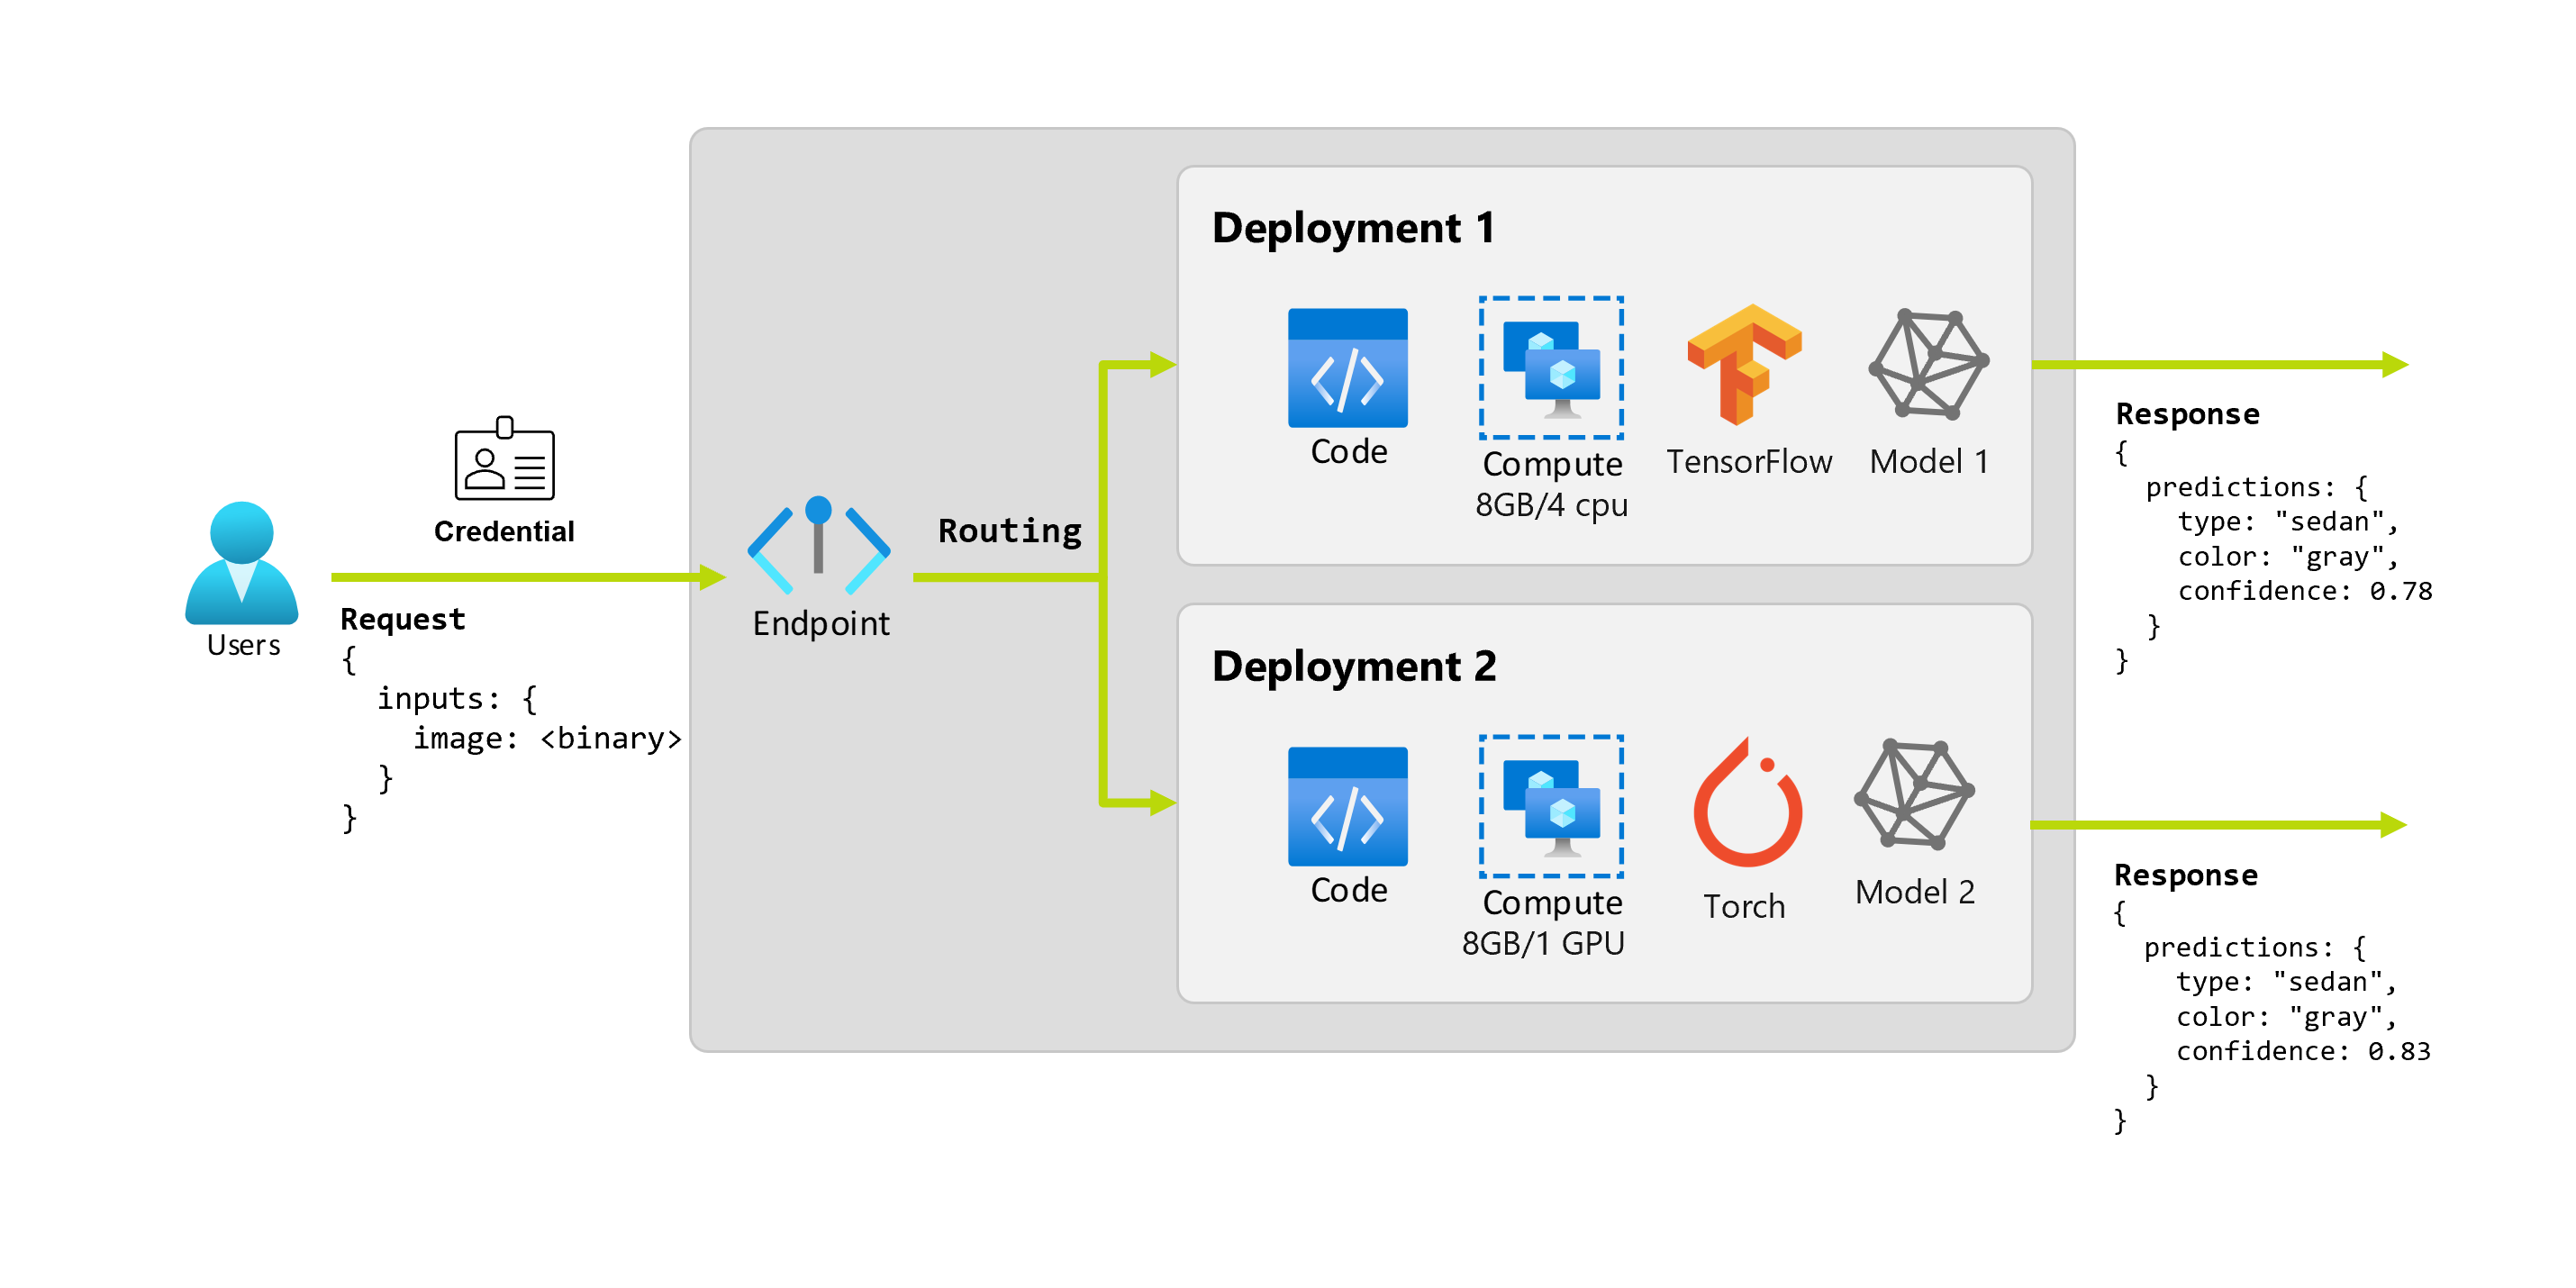 Credential
Users
Request
{
  inputs: {
    image: <binary>
  }
}
Endpoint
Routing
Deployment 1
Code
Compute
8GB/4 cpu
TensorFlow
Model 1
Deployment 2
Code
Compute
8GB/1 GPU
Torch
Model 2
Response
{
  predictions: {
    type: "sedan",
    color: "gray",
    confidence: 0.78
  }
}
Response
{
  predictions: {
    type: "sedan",
    color: "gray",
    confidence: 0.83
  }
}